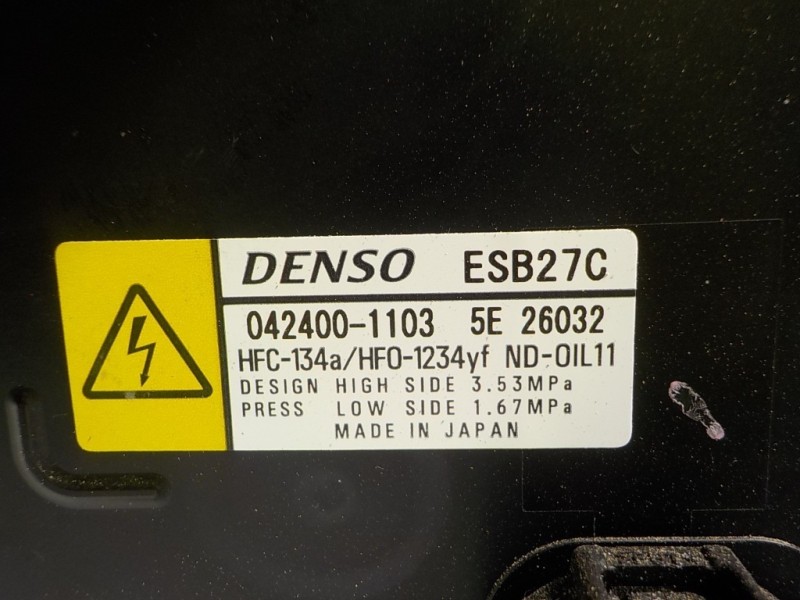 DENSO ESB27C
042400-1103 5E 26032
HFC-134a/HFO-1234yf ND-OIL11
DESIGN HIGH SIDE 3.53MPa
PRESS LOW SIDE 1.67MPa
MADE IN JAPAN